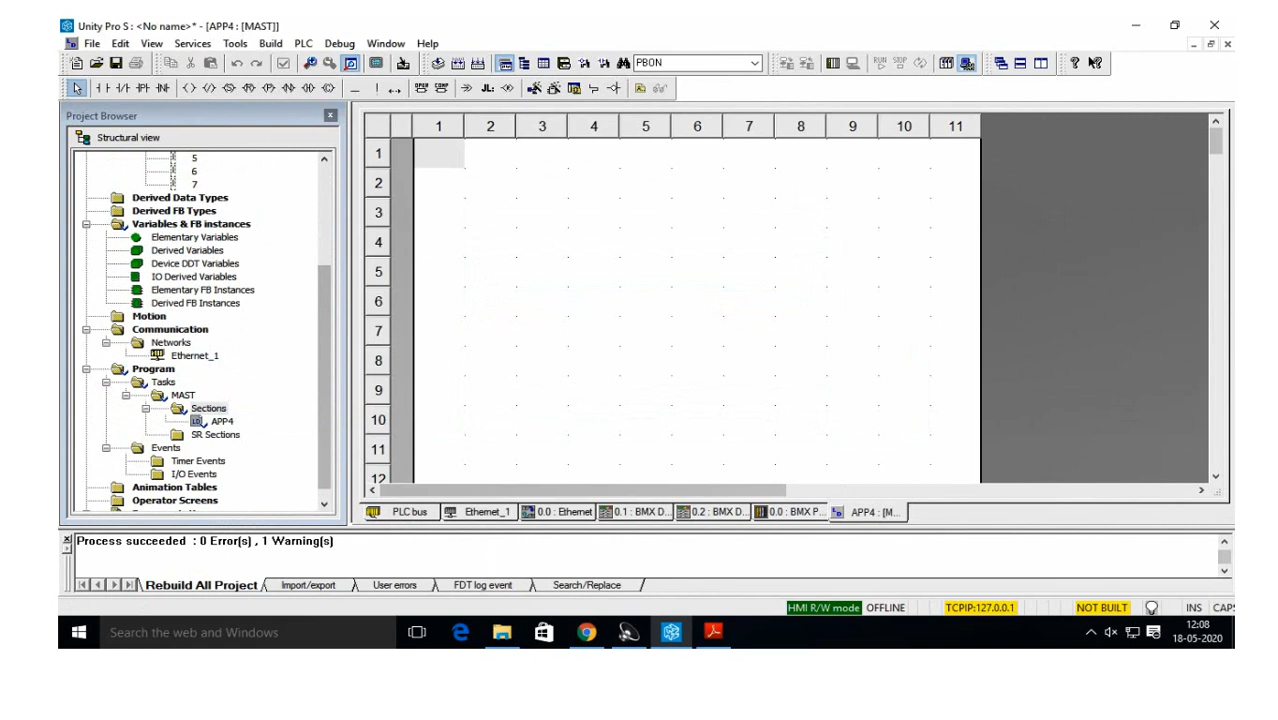 Unity Pro S : <No name>* - [APP4 : [MAST]]
File Edit View Services Tools Build PLC Debug Window Help
PBON
RUN STOP
Project Browser
Structural view
1 2 3 4 5 6 7 8 9 10 11
1
2
3
4
5
6
7
8
9
10
11
12
5
6
7
Derived Data Types
Derived FB Types
Variables & FB instances
Elementary Variables
Derived Variables
Device DDT Variables
IO Derived Variables
Elementary FB Instances
Derived FB Instances
Motion
Communication
Networks
Ethernet_1
Program
Tasks
MAST
Sections
LD APP4
SR Sections
Events
Timer Events
I/O Events
Animation Tables
Operator Screens
PLC bus Ethernet_1 0.0 : Ethernet 0.1 : BMX D... 0.2 : BMX D... 0.0 : BMX P... APP4 : [M...
Process succeeded : 0 Error(s) , 1 Warning(s)
Rebuild All Project Import/export User errors FDT log event Search/Replace
HMI R/W mode OFFLINE TCPIP:127.0.0.1 NOT BUILT INS CAPS
Search the web and Windows
12:08
18-05-2020